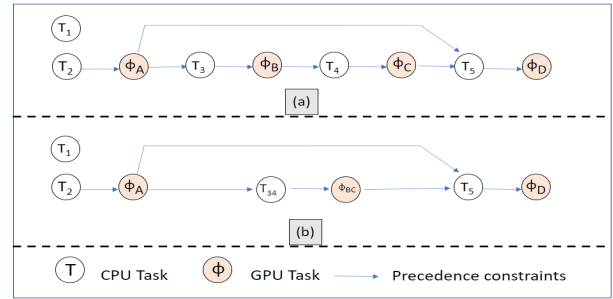 T1
T2 ϕA T3 ϕB T4 ϕC T5 ϕD
(a)
T1
T2 ϕA T34 ϕBC T5 ϕD
(b)
T CPU Task ϕ GPU Task Precedence constraints